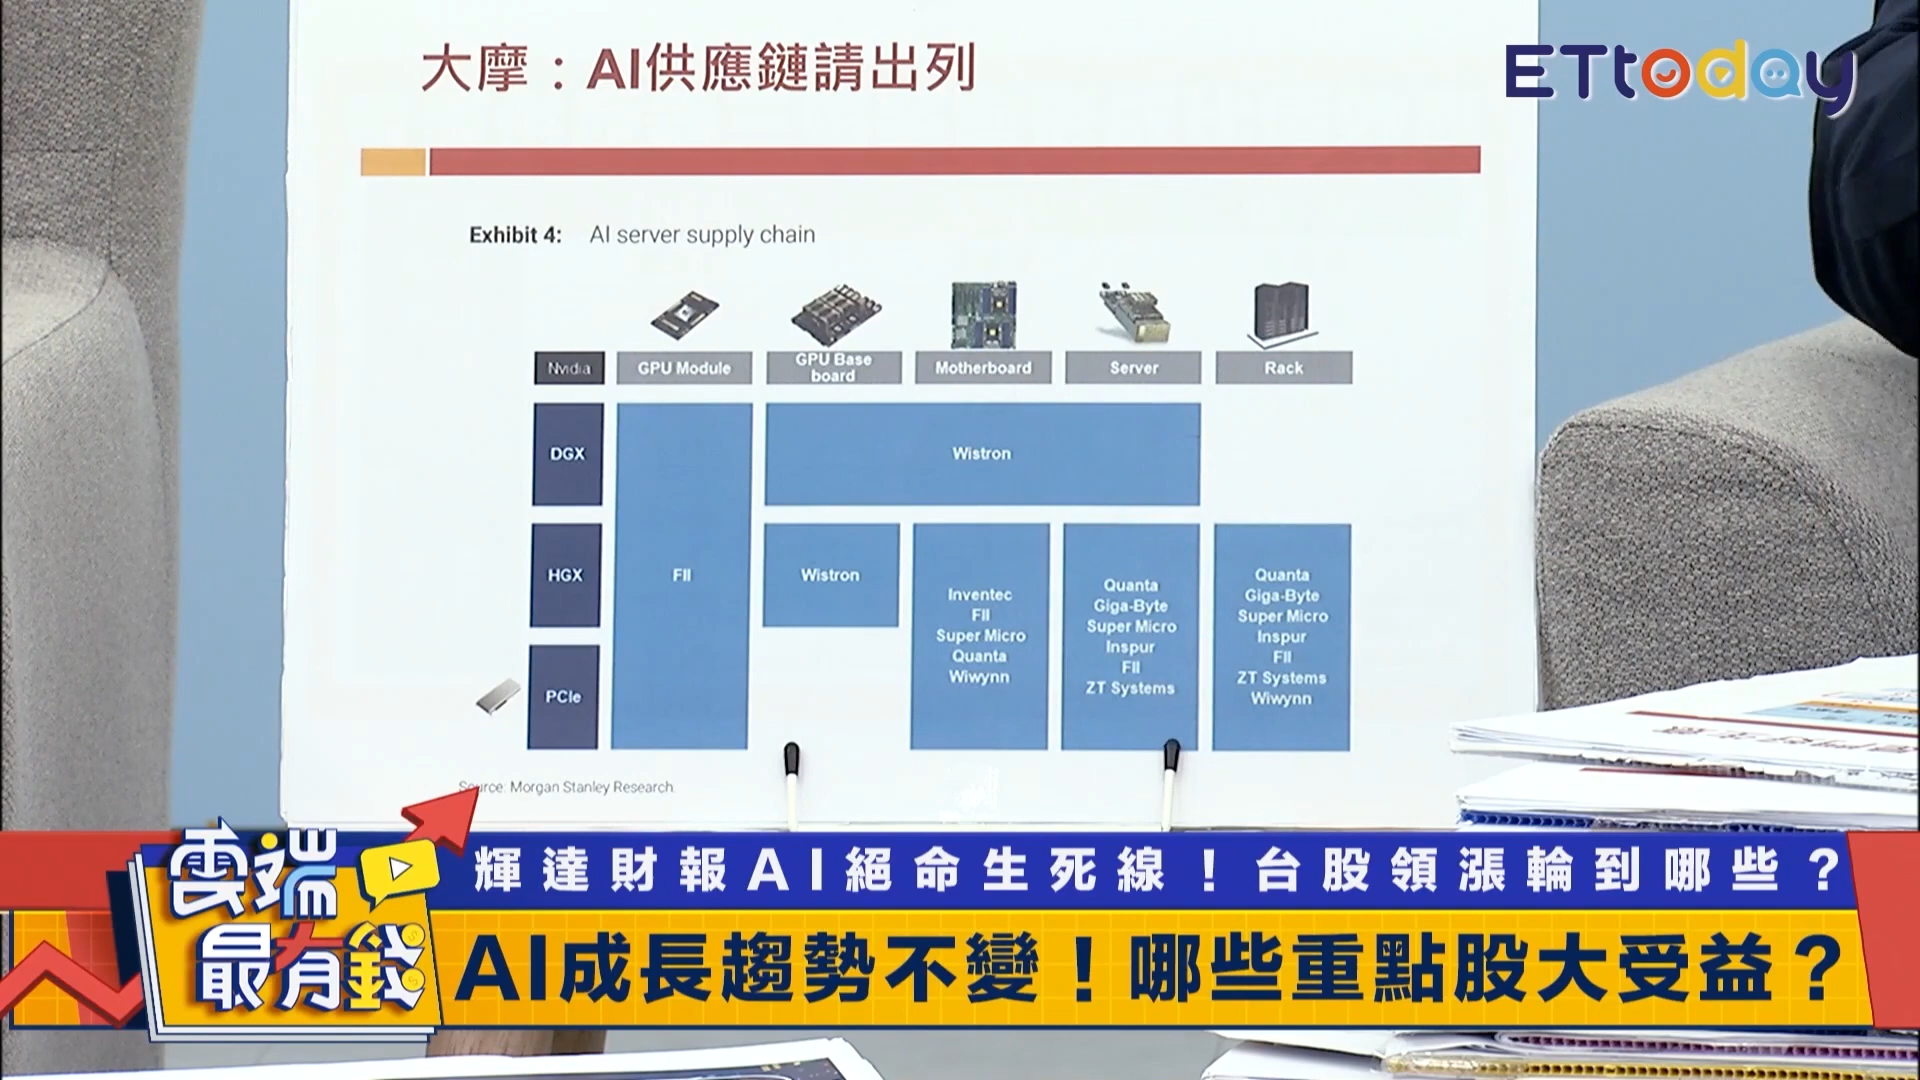 大摩：AI供應鏈請出列
ETtoday
Exhibit 4: AI server supply chain
Nvidia
GPU Module
GPU Base
board
Motherboard
Server
Rack
DGX
Wistron
HGX
FII
Wistron
Inventec
FII
Super Micro
Quanta
Wiwynn
Quanta
Giga-Byte
Super Micro
Inspur
FII
ZT Systems
Quanta
Giga-Byte
Super Micro
Inspur
FII
ZT Systems
Wiwynn
PCIe
Source: Morgan Stanley Research.
雲端
最有錢
輝達財報AI絕命生死線！台股領漲輪到哪些？
AI成長趨勢不變！哪些重點股大受益？